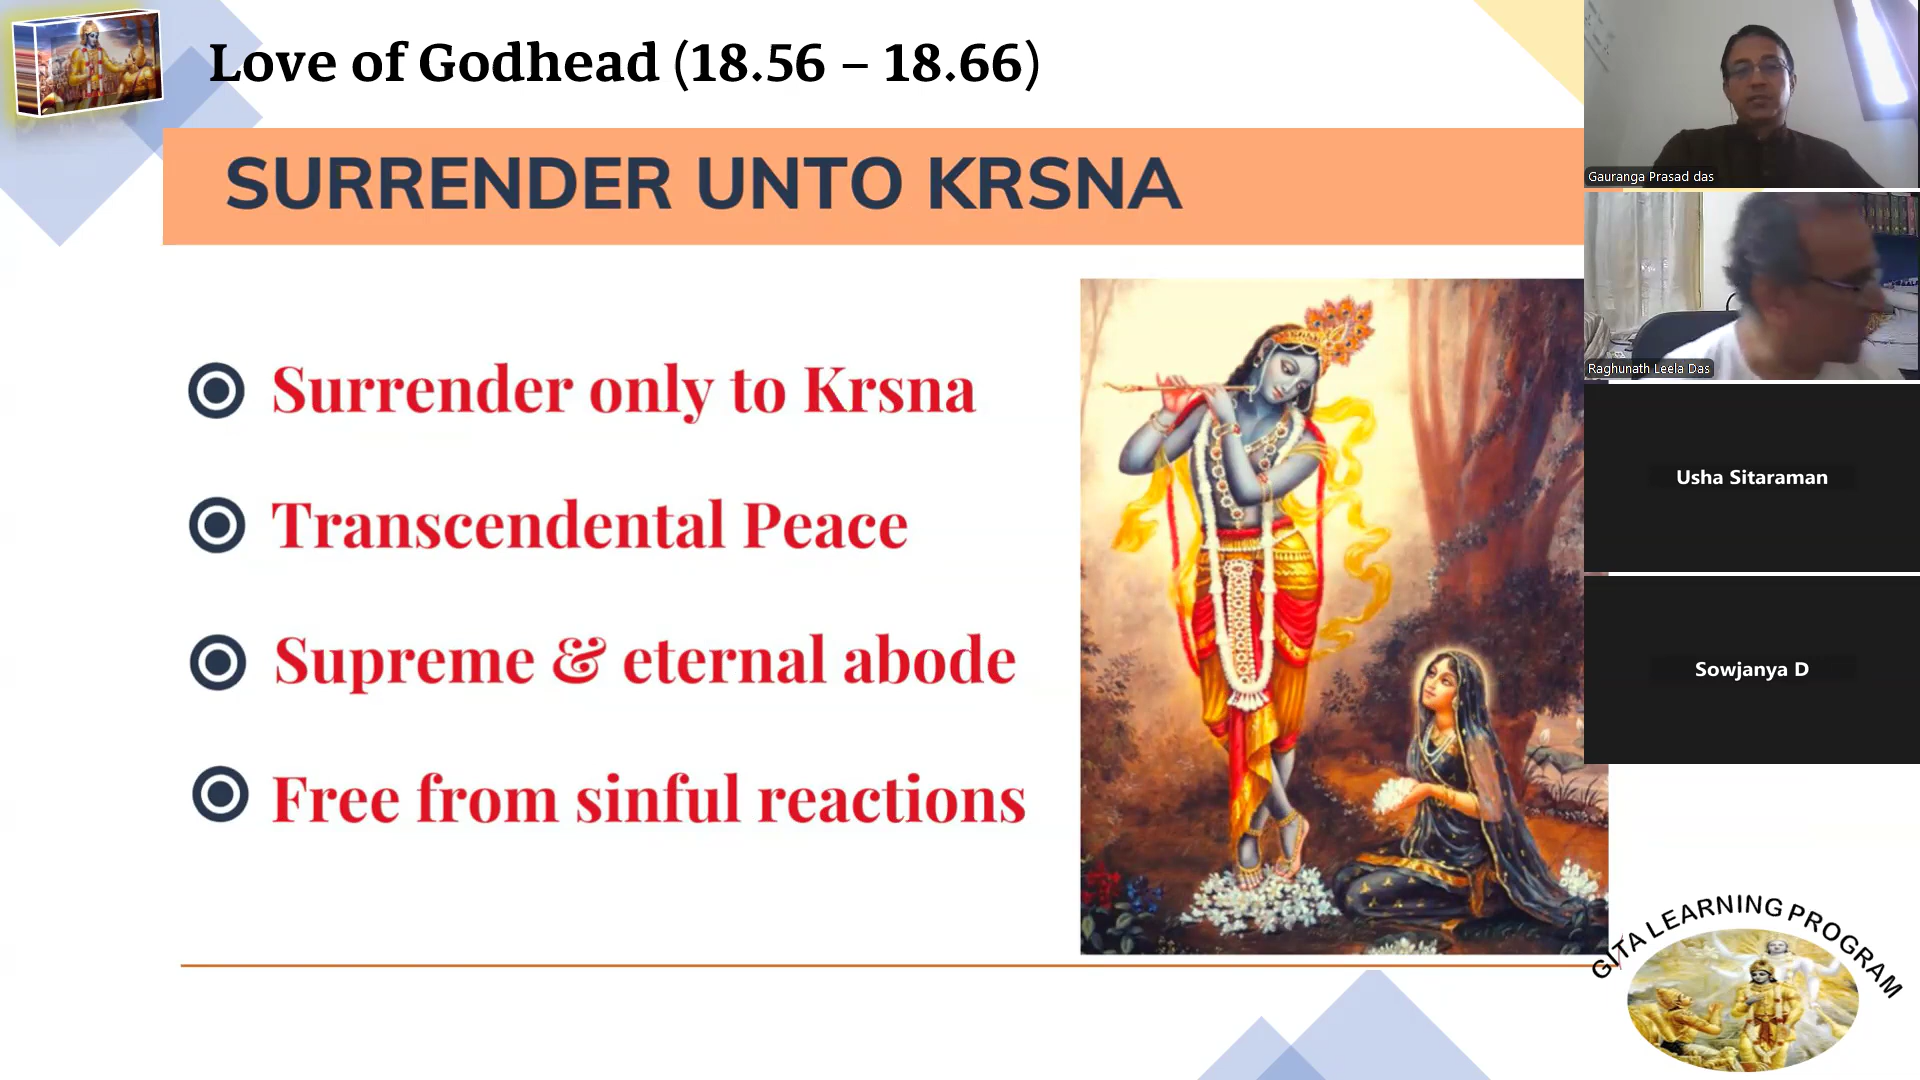 Love of Godhead (18.56 – 18.66)
SURRENDER UNTO KRSNA
Surrender only to Krsna
Transcendental Peace
Supreme & eternal abode
Free from sinful reactions
Gauranga Prasad das
Raghunath Leela Das
Usha Sitaraman
Sowjanya D
GITA LEARNING PROGRAM